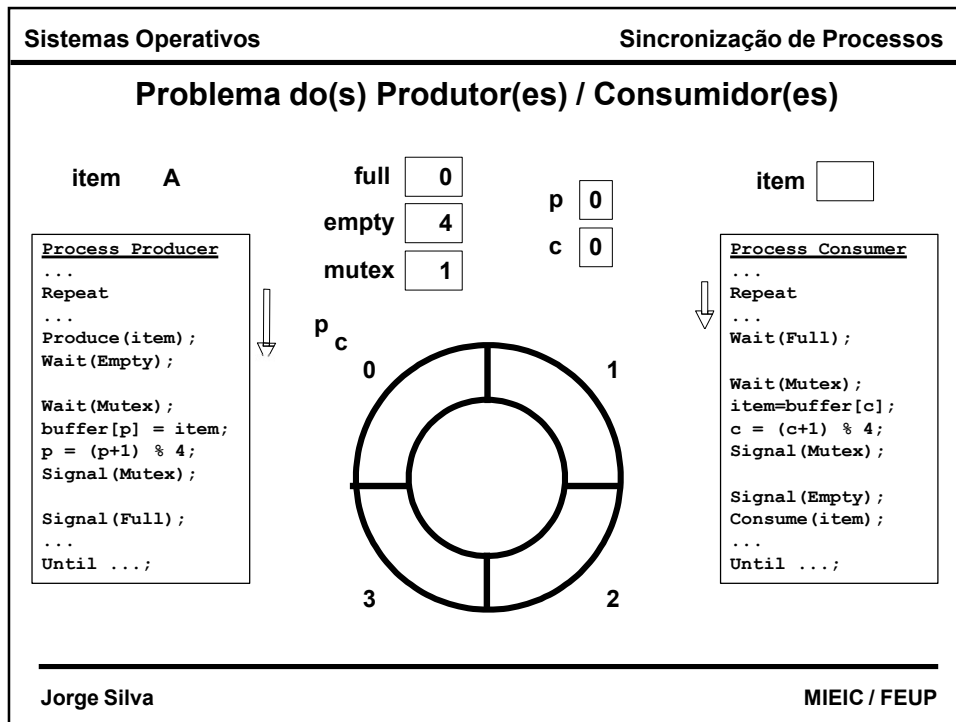 Sistemas Operativos
Sincronização de Processos
Problema do(s) Produtor(es) / Consumidor(es)
item A
full 0
empty 4
mutex 1
p 0
c 0
item
Process Producer
...
Repeat
...
Produce(item);
Wait(Empty);
Wait(Mutex);
buffer[p] = item;
p = (p+1) % 4;
Signal(Mutex);
Signal(Full);
...
Until ...;
p
c
0
1
3
2
Process Consumer
...
Repeat
...
Wait(Full);
Wait(Mutex);
item=buffer[c];
c = (c+1) % 4;
Signal(Mutex);
Signal(Empty);
Consume(item);
...
Until ...;
Jorge Silva
MIEIC / FEUP